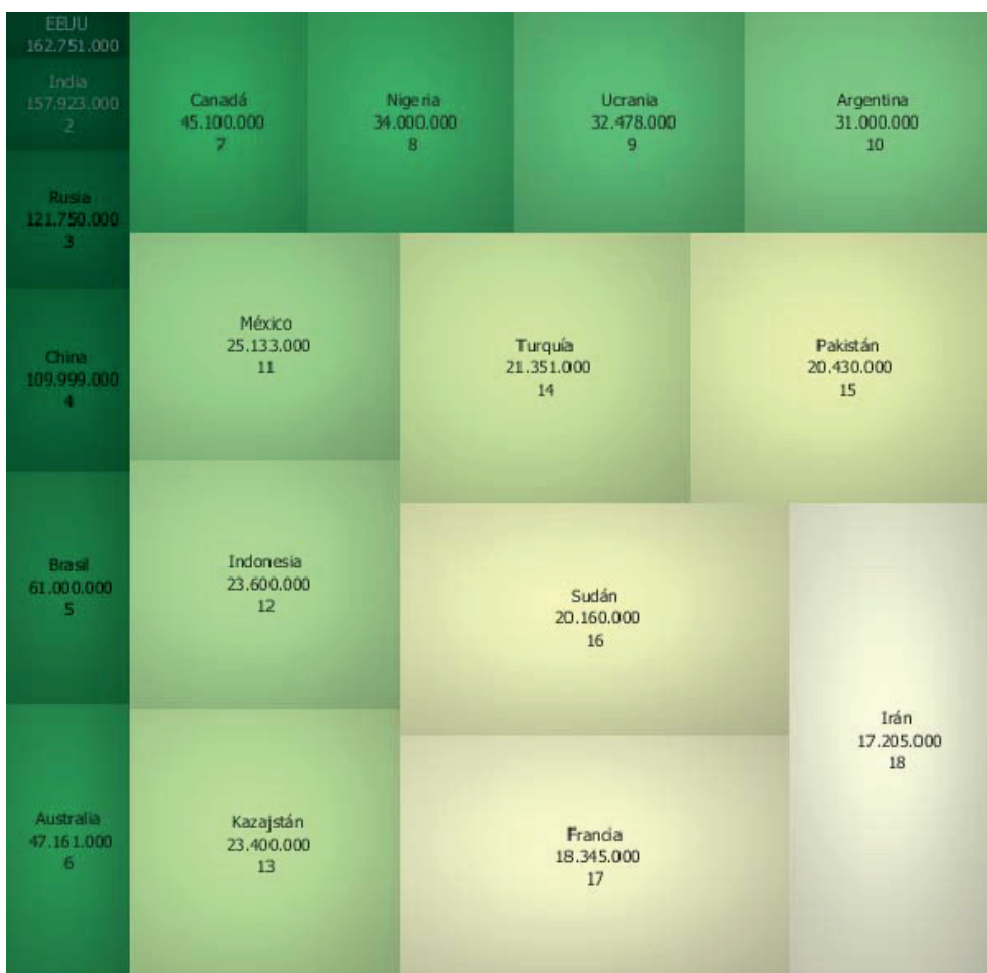 EEUU
162.751.000
India
157.923.000
2
Rusia
121.750.000
3
China
109.999.000
4
Brasil
61.000.000
5
Australia
47.161.000
6
Canadá
45.100.000
7
Nigeria
34.000.000
8
Ucrania
32.478.000
9
Argentina
31.000.000
10
México
25.133.000
11
Indonesia
23.600.000
12
Kazajstán
23.400.000
13
Turquía
21.351.000
14
Pakistán
20.430.000
15
Sudán
20.160.000
16
Francia
18.345.000
17
Irán
17.205.000
18